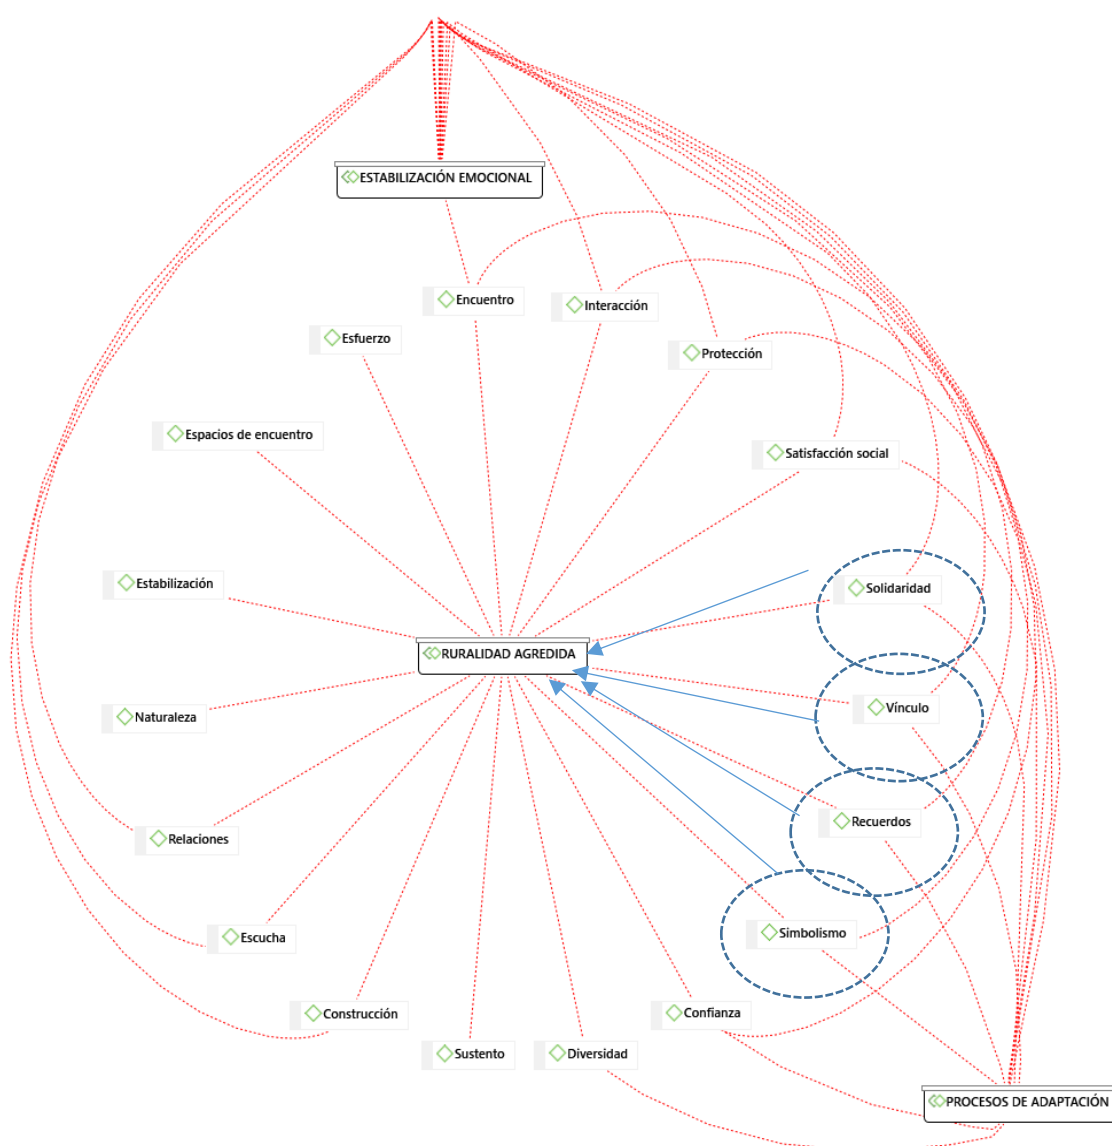 ESTABILIZACIÓN EMOCIONAL
Encuentro
Interacción
Esfuerzo
Protección
Espacios de encuentro
Satisfacción social
Estabilización
Solidaridad
RURALIDAD AGREDIDA
Naturaleza
Vínculo
Relaciones
Recuerdos
Escucha
Simbolismo
Construcción
Confianza
Sustento
Diversidad
PROCESOS DE ADAPTACIÓN